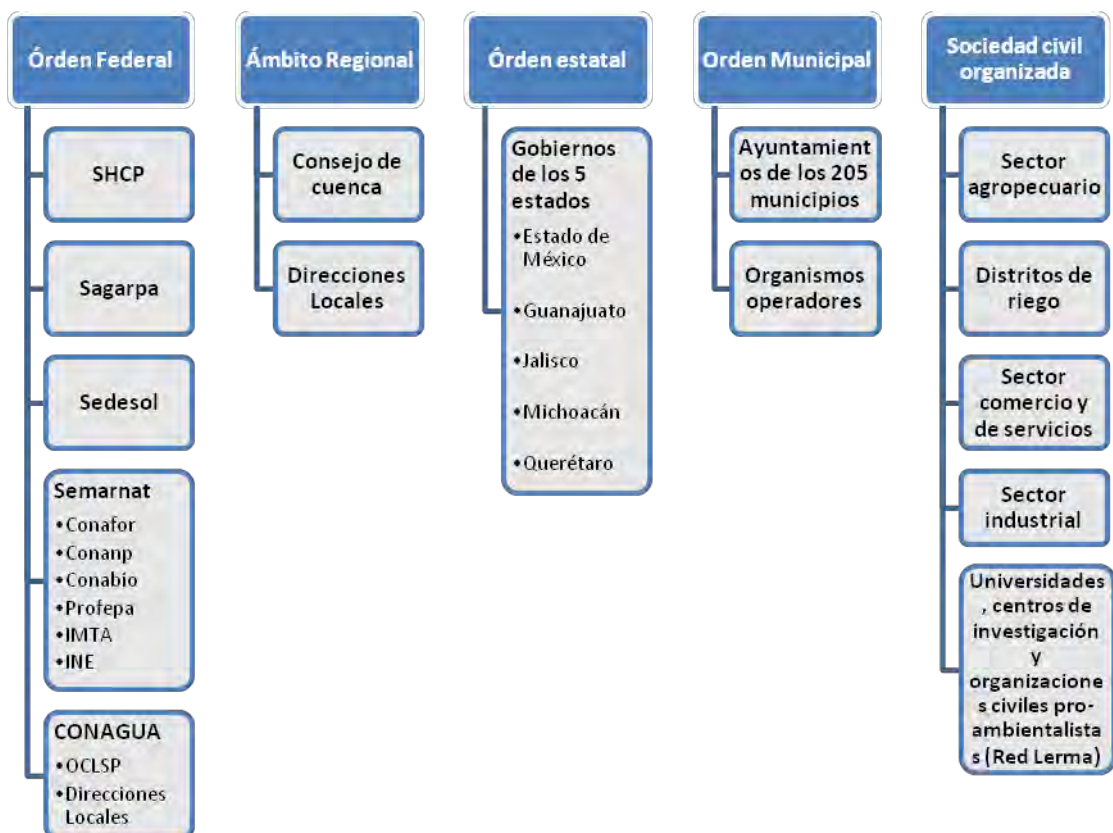 Órden Federal
SHCP
Sagarpa
Sedesol
Semarnat
•Conafor
•Conanp
•Conabio
•Profepa
•IMTA
•INE
CONAGUA
•OCLSP
•Direcciones
Locales
Ámbito Regional
Consejo de
cuenca
Direcciones
Locales
Órden estatal
Gobiernos
de los 5
estados
•Estado de
México
•Guanajuato
•Jalisco
•Michoacán
•Querétaro
Orden Municipal
Ayuntamient
os de los 205
municipios
Organismos
operadores
Sociedad civil
organizada
Sector
agropecuario
Distritos de
riego
Sector
comercio y
de servicios
Sector
industrial
Universidades
, centros de
investigación
y
organizacione
s civiles pro-
ambientalista
s (Red Lerma)